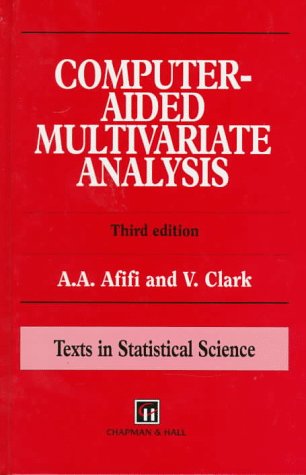 COMPUTER-
AIDED
MULTIVARIATE
ANALYSIS
Third edition
A.A. Afifi and V. Clark
Texts in Statistical Science
CHAPMAN & HALL